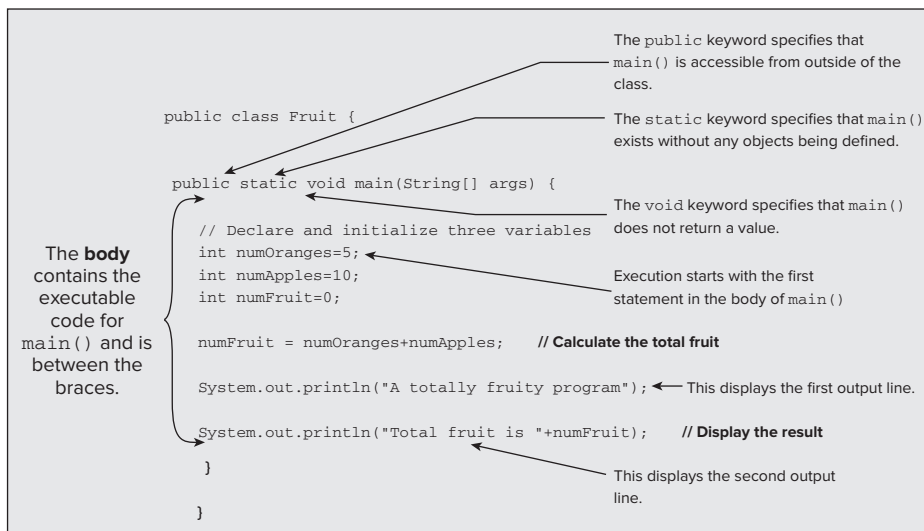 The public keyword specifies that
main() is accessible from outside of the
class.
public class Fruit {
The static keyword specifies that main()
exists without any objects being defined.
public static void main(String[] args) {
The void keyword specifies that main()
does not return a value.
// Declare and initialize three variables
int numOranges=5;
int numApples=10;
int numFruit=0;
Execution starts with the first
statement in the body of main()
The body
contains the
executable
code for
main() and is
between the
braces.
numFruit = numOranges+numApples; // Calculate the total fruit
System.out.println("A totally fruity program"); This displays the first output line.
System.out.println("Total fruit is "+numFruit); // Display the result
}
This displays the second output
line.
}